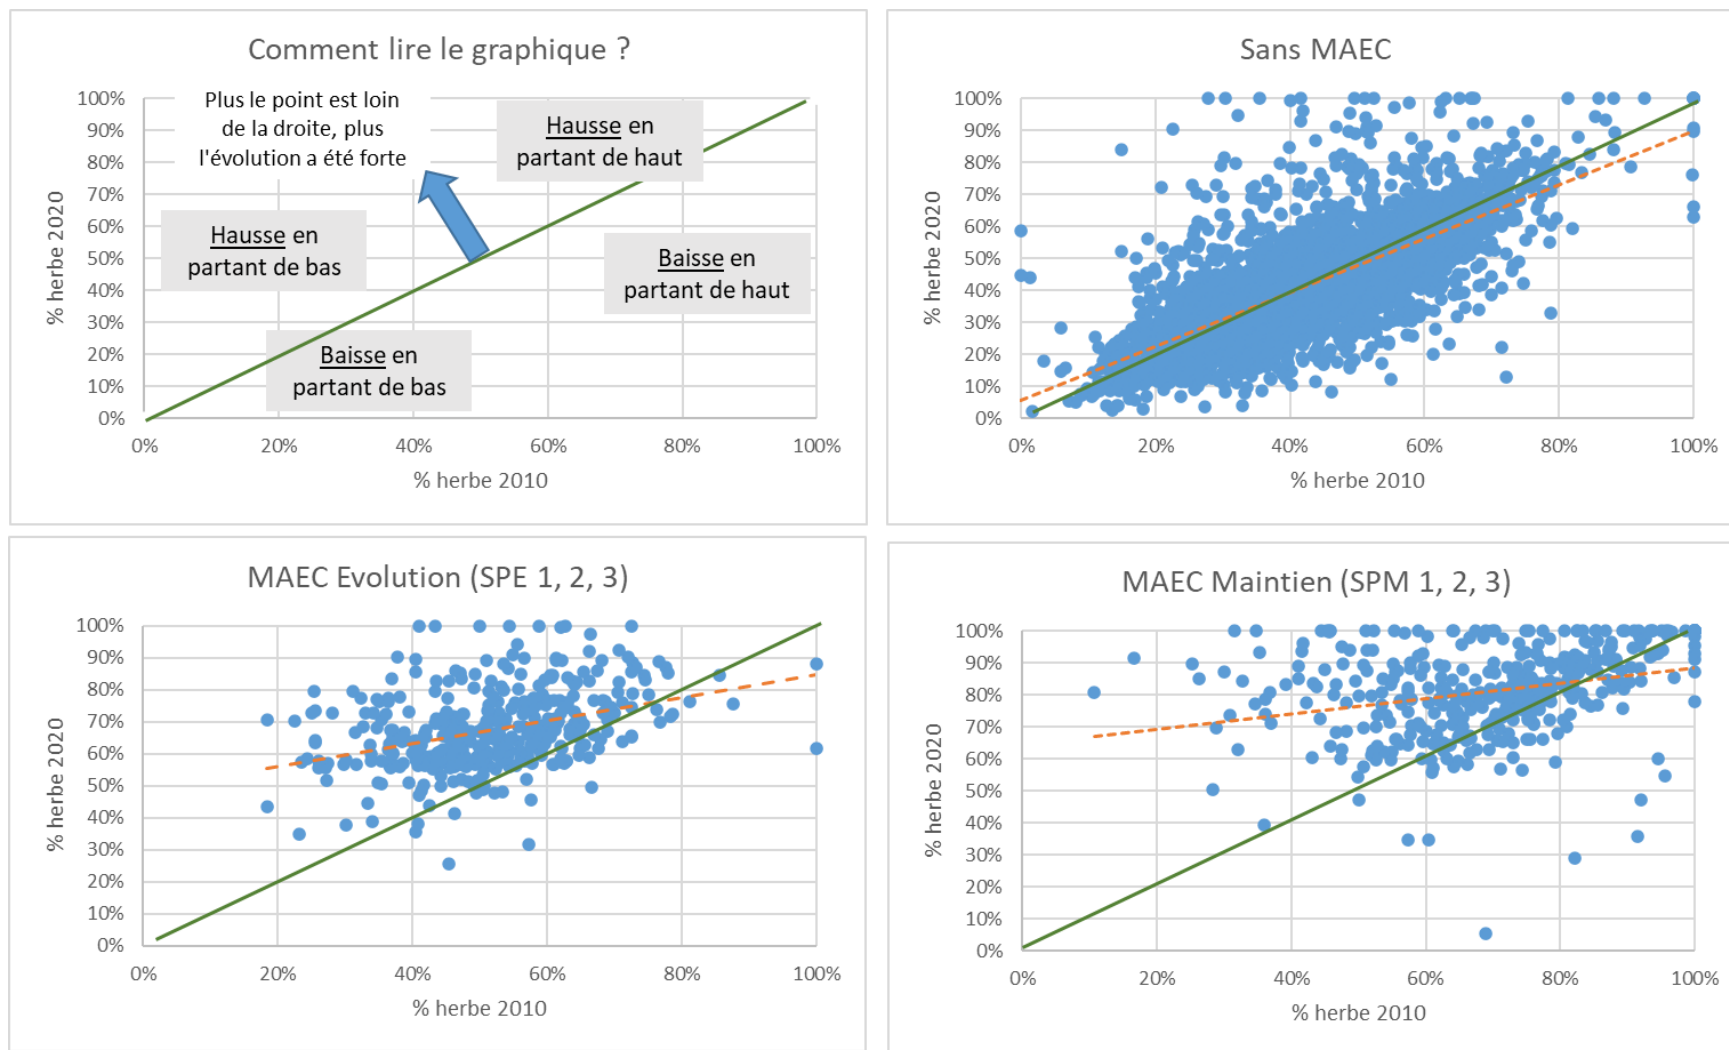 Comment lire le graphique ?
100%
90%
80%
70%
60%
50%
40%
30%
20%
10%
0%
% herbe 2020
Plus le point est loin
de la droite, plus
l'évolution a été forte
Hausse en
partant de haut
Hausse en
partant de bas
Baisse en
partant de haut
Baisse en
partant de bas
0%
20%
40%
60%
80%
100%
% herbe 2010
Sans MAEC
100%
90%
80%
70%
60%
50%
40%
30%
20%
10%
0%
% herbe 2020
0%
20%
40%
60%
80%
100%
% herbe 2010
MAEC Evolution (SPE 1, 2, 3)
100%
90%
80%
70%
60%
50%
40%
30%
20%
10%
0%
% herbe 2020
0%
20%
40%
60%
80%
100%
% herbe 2010
MAEC Maintien (SPM 1, 2, 3)
100%
90%
80%
70%
60%
50%
40%
30%
20%
10%
0%
% herbe 2020
0%
20%
40%
60%
80%
100%
% herbe 2010